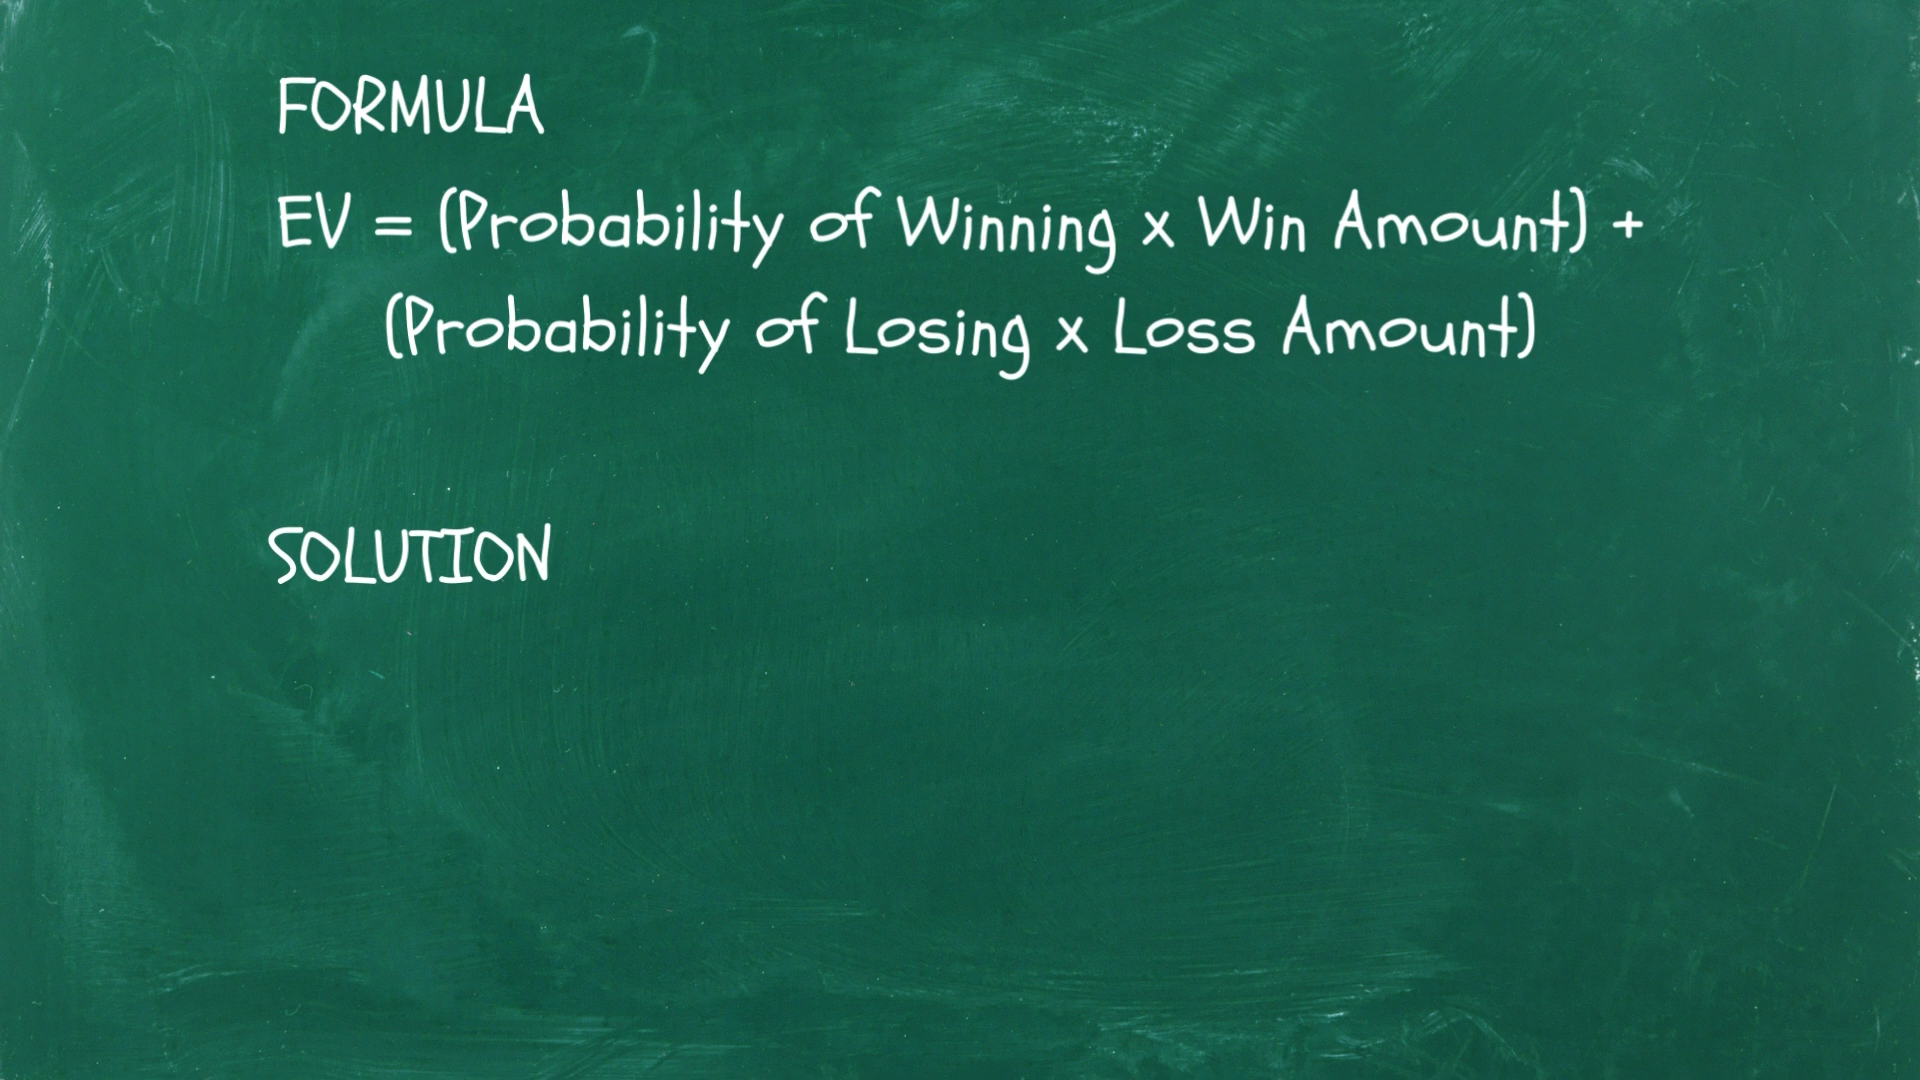 FORMULA
EV = (Probability of Winning x Win Amount) +
(Probability of Losing x Loss Amount)
SOLUTION